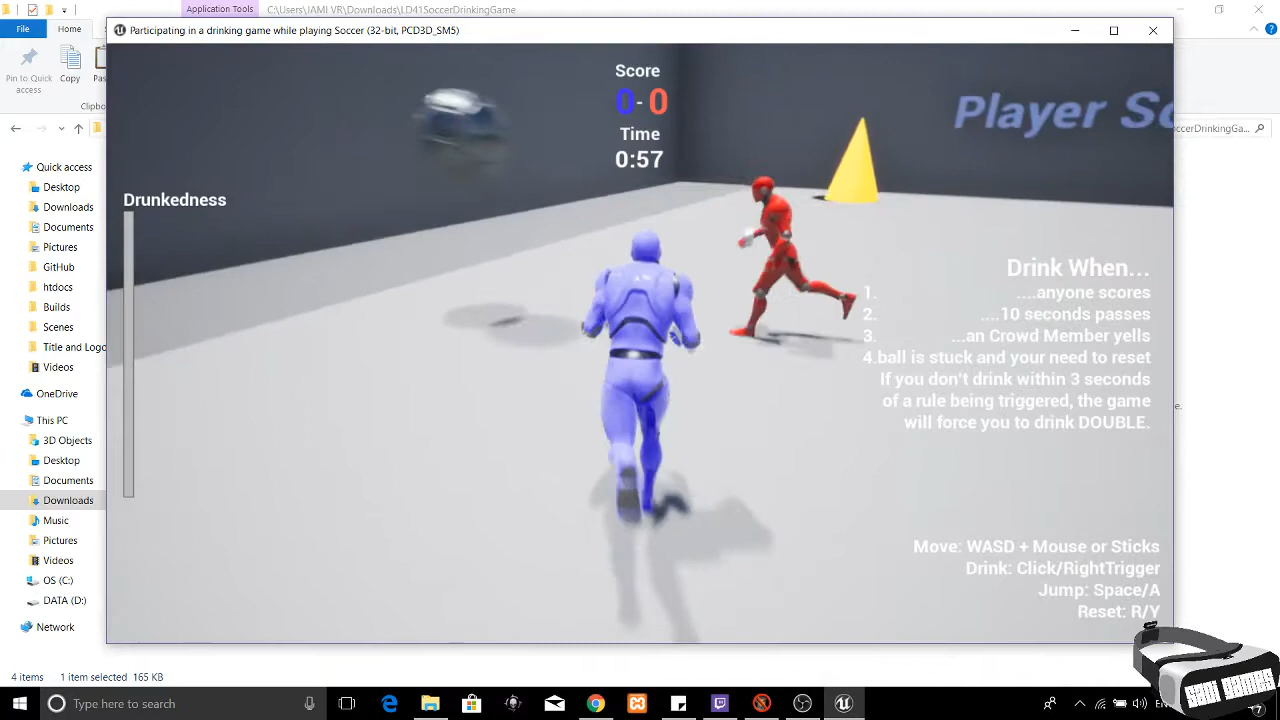 Application Tools
C:\Users\IAMI VR\Downloads\LD41SoccerDrinkingGame
File
Home
Pin to Quick
access
Copy
Clipbo
Participating in a drinking game while playing Soccer (32-bit, PCD3D_SM5)
Score
0-0
Time
0:57
Player Sc
Drunkedness
Drink When...
1. ....anyone scores
2. ....10 seconds passes
3. ...an Crowd Member yells
4.ball is stuck and your need to reset
If you don't drink within 3 seconds
of a rule being triggered, the game
will force you to drink DOUBLE.
Move: WASD + Mouse or Sticks
Drink: Click/RightTrigger
Jump: Space/A
Reset: R/Y
occerDrinkingGa...
Quick access
Desktop
Downloads
Documents
Pictures
GitHub
htdocs
Builds
Scenes
Title and Logo
OneDrive
This PC
3D Objects
Desktop
Documents
Downloads
Music
Pictures
Videos
OS (C:)
DATA (D:)
Network
4 items
1 item selected 165 KB
Type here to search